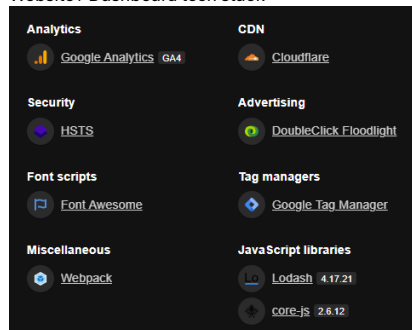 Analytics
Google Analytics GA4
Security
HSTS
Font scripts
Font Awesome
Miscellaneous
Webpack
CDN
Cloudflare
Advertising
DoubleClick Floodlight
Tag managers
Google Tag Manager
JavaScript libraries
Lo
Lodash 4.17.21
core-js 2.6.12